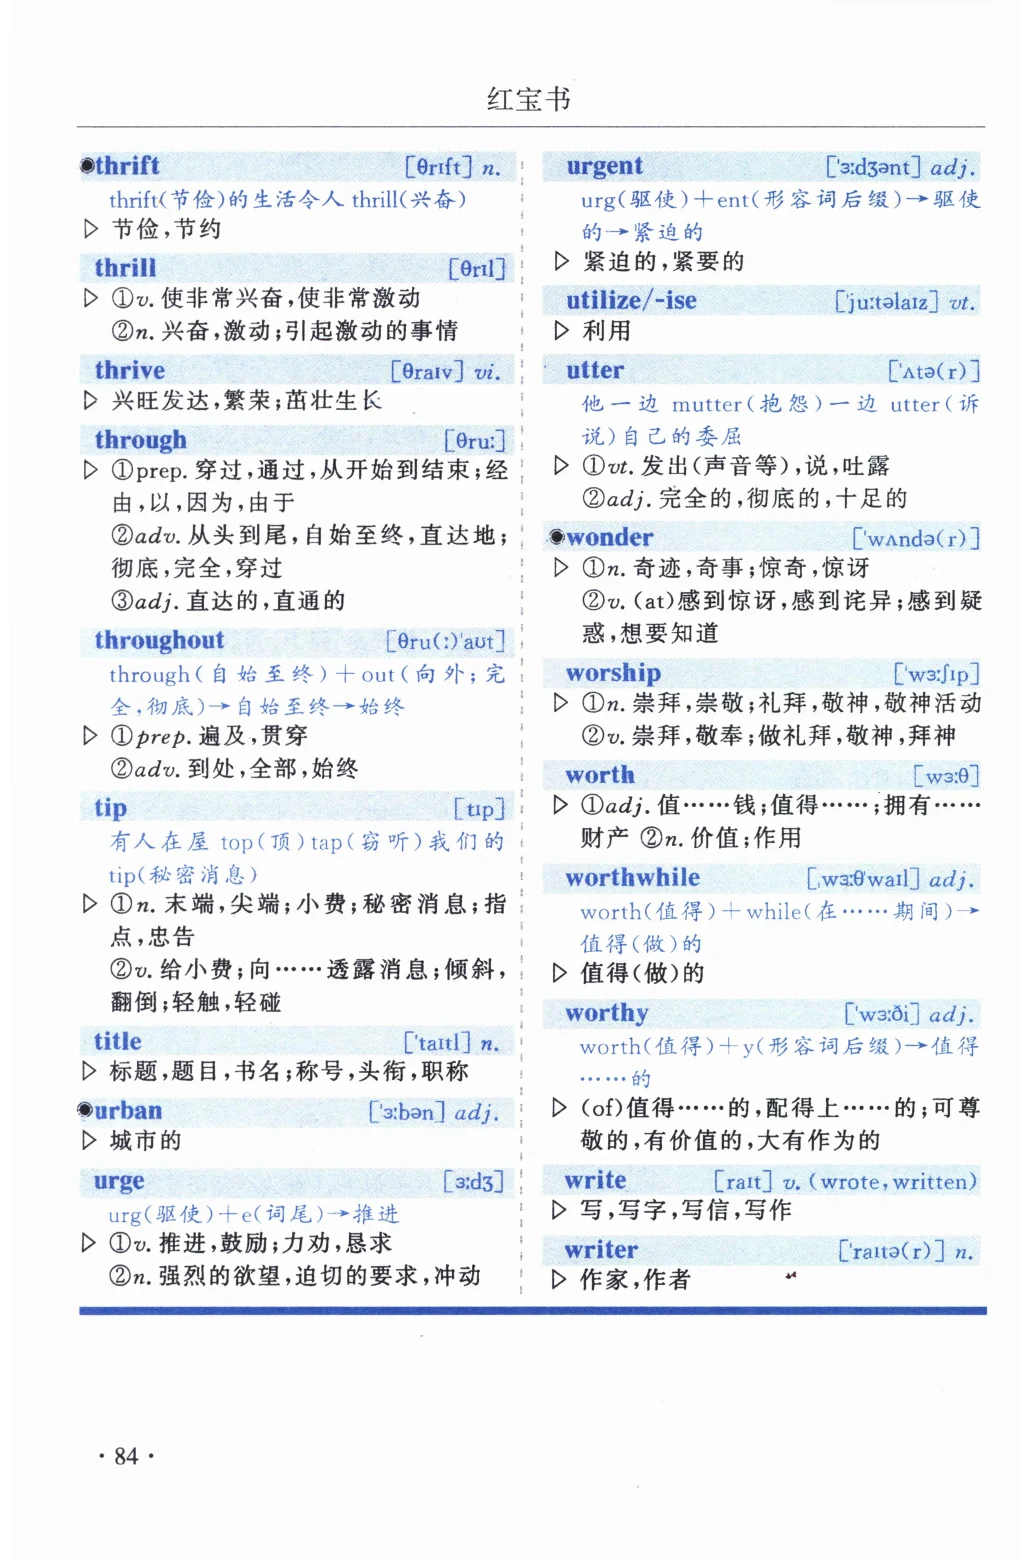 红宝书
thrift [θrɪft] n.
thrift(节俭)的生活令人 thrill(兴奋)
▷ 节俭,节约
thrill [θrɪl]
▷ ①v. 使非常兴奋,使非常激动
②n. 兴奋,激动;引起激动的事情
thrive [θraɪv] vi.
▷ 兴旺发达,繁荣;茁壮生长
through [θruː]
▷ ①prep. 穿过,通过,从开始到结束;经
由,以,因为,由于
②adv. 从头到尾,自始至终,直达地;
彻底,完全,穿过
③adj. 直达的,直通的
throughout [θru(ː)'aʊt]
through(自始至终)+out(向外;完
全,彻底)→自始至终→始终
▷ ①prep. 遍及,贯穿
②adv. 到处,全部,始终
tip [tɪp]
有人在屋 top(顶)tap(窃听)我们的
tip(秘密消息)
▷ ①n. 末端,尖端;小费;秘密消息;指
点,忠告
②v. 给小费;向……透露消息;倾斜,
翻倒;轻触,轻碰
title ['taɪtl] n.
▷ 标题,题目,书名;称号,头衔,职称
urban ['ɜːbən] adj.
▷ 城市的
urge [ɜːdʒ]
urg(驱使)+e(词尾)→推进
▷ ①v. 推进,鼓励;力劝,恳求
②n. 强烈的欲望,迫切的要求,冲动
urgent ['ɜːdʒənt] adj.
urg(驱使)+ent(形容词后缀)→驱使
的→紧迫的
▷ 紧迫的,紧要的
utilize/-ise ['juːtəlaɪz] vt.
▷ 利用
utter ['ʌtə(r)]
他一边 mutter(抱怨)一边 utter(诉
说)自己的委屈
▷ ①vt. 发出(声音等),说,吐露
②adj. 完全的,彻底的,十足的
wonder ['wʌndə(r)]
▷ ①n. 奇迹,奇事;惊奇,惊讶
②v. (at)感到惊讶,感到诧异;感到疑
惑,想要知道
worship ['wɜːʃɪp]
▷ ①n. 崇拜,崇敬;礼拜,敬神,敬神活动
②v. 崇拜,敬奉;做礼拜,敬神,拜神
worth [wɜːθ]
▷ ①adj. 值……钱;值得……;拥有……
财产 ②n. 价值;作用
worthwhile [ˌwɜːθ'waɪl] adj.
worth(值得)+while(在……期间)→
值得(做)的
▷ 值得(做)的
worthy ['wɜːði] adj.
worth(值得)+y(形容词后缀)→值得
……的
▷ (of)值得……的,配得上……的;可尊
敬的,有价值的,大有作为的
write [raɪt] v. (wrote, written)
▷ 写,写字,写信,写作
writer ['raɪtə(r)] n.
▷ 作家,作者
· 84 ·